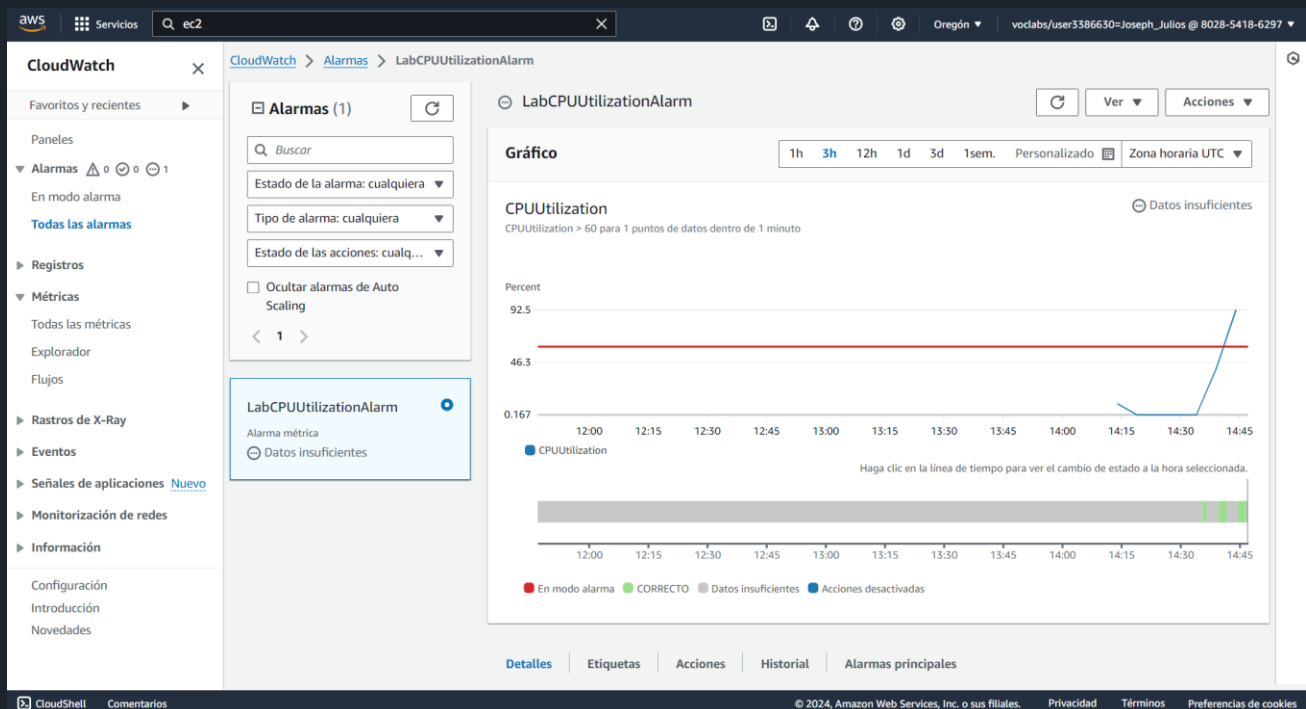 aws
Servicios
ec2
Oregón
voclabs/user3386630=Joseph_Julios @ 8028-5418-6297
CloudWatch
Favoritos y recientes
Paneles
Alarmas 0 0 1
En modo alarma
Todas las alarmas
Registros
Métricas
Todas las métricas
Explorador
Flujos
Rastros de X-Ray
Eventos
Señales de aplicaciones Nuevo
Monitorización de redes
Información
Configuración
Introducción
Novedades
CloudWatch > Alarmas > LabCPUUtilizationAlarm
Alarmas (1)
Buscar
Estado de la alarma: cualquiera
Tipo de alarma: cualquiera
Estado de las acciones: cualq...
Ocultar alarmas de Auto
Scaling
1
LabCPUUtilizationAlarm
Alarma métrica
Datos insuficientes
LabCPUUtilizationAlarm
Ver
Acciones
Gráfico
1h 3h 12h 1d 3d 1sem. Personalizado Zona horaria UTC
CPUUtilization
Datos insuficientes
CPUUtilization > 60 para 1 puntos de datos dentro de 1 minuto
Percent
92.5
46.3
0.167
12:00 12:15 12:30 12:45 13:00 13:15 13:30 13:45 14:00 14:15 14:30 14:45
CPUUtilization
Haga clic en la línea de tiempo para ver el cambio de estado a la hora seleccionada.
12:00 12:15 12:30 12:45 13:00 13:15 13:30 13:45 14:00 14:15 14:30 14:45
En modo alarma CORRECTO Datos insuficientes Acciones desactivadas
Detalles Etiquetas Acciones Historial Alarmas principales
CloudShell Comentarios © 2024, Amazon Web Services, Inc. o sus filiales. Privacidad Términos Preferencias de cookies